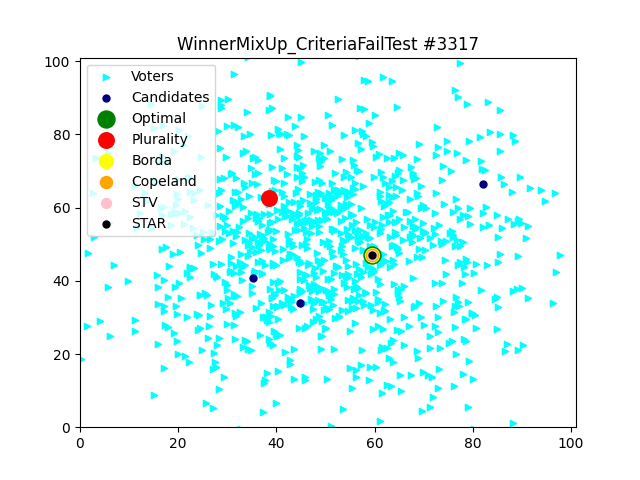 WinnerMixUp_CriteriaFailTest #3317
100
80
60
40
20
0
0 20 40 60 80 100
Voters
Candidates
Optimal
Plurality
Borda
Copeland
STV
STAR